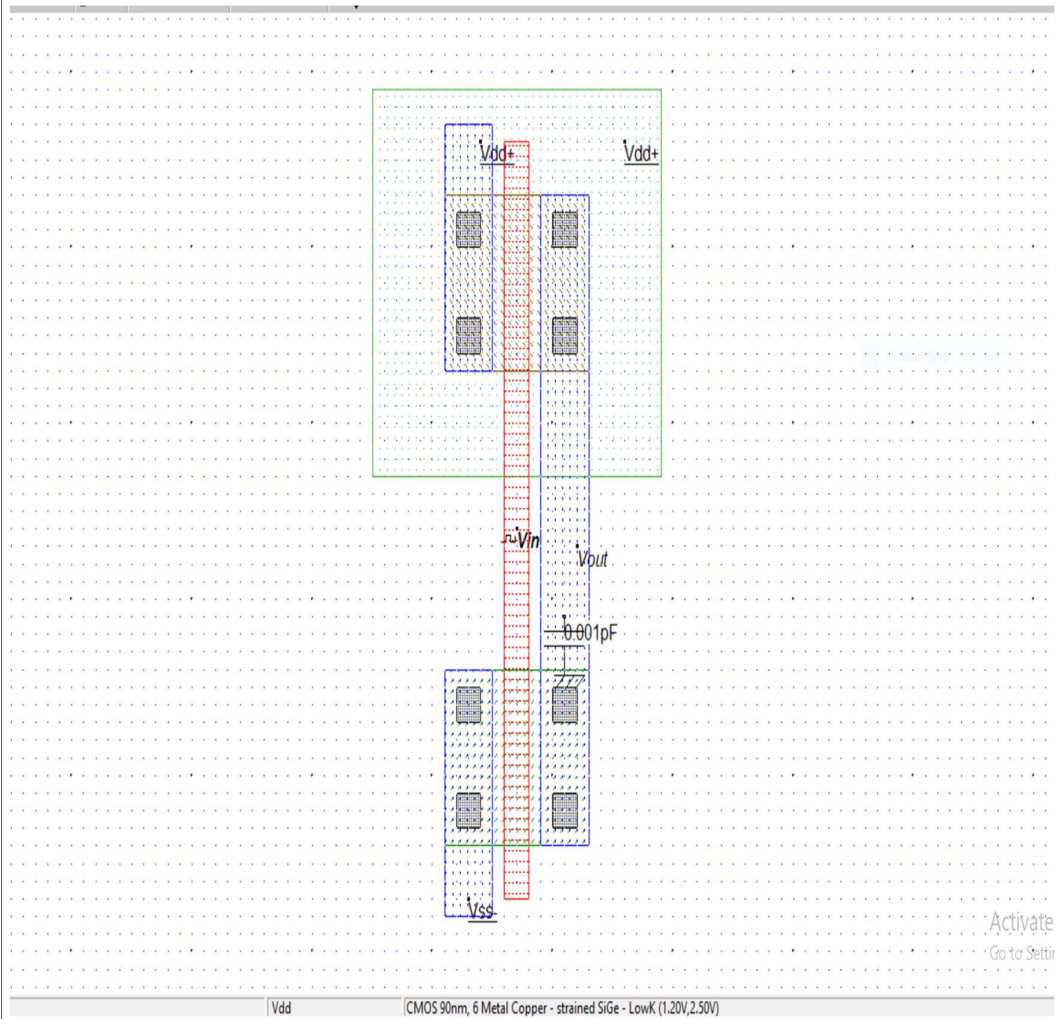 Vdd+ Vdd+
Vin
Vout
0.001pF
Vss-
Activate
Go to Settin
Vdd CMOS 90nm, 6 Metal Copper - strained SiGe - LowK (1.20V,2.50V)